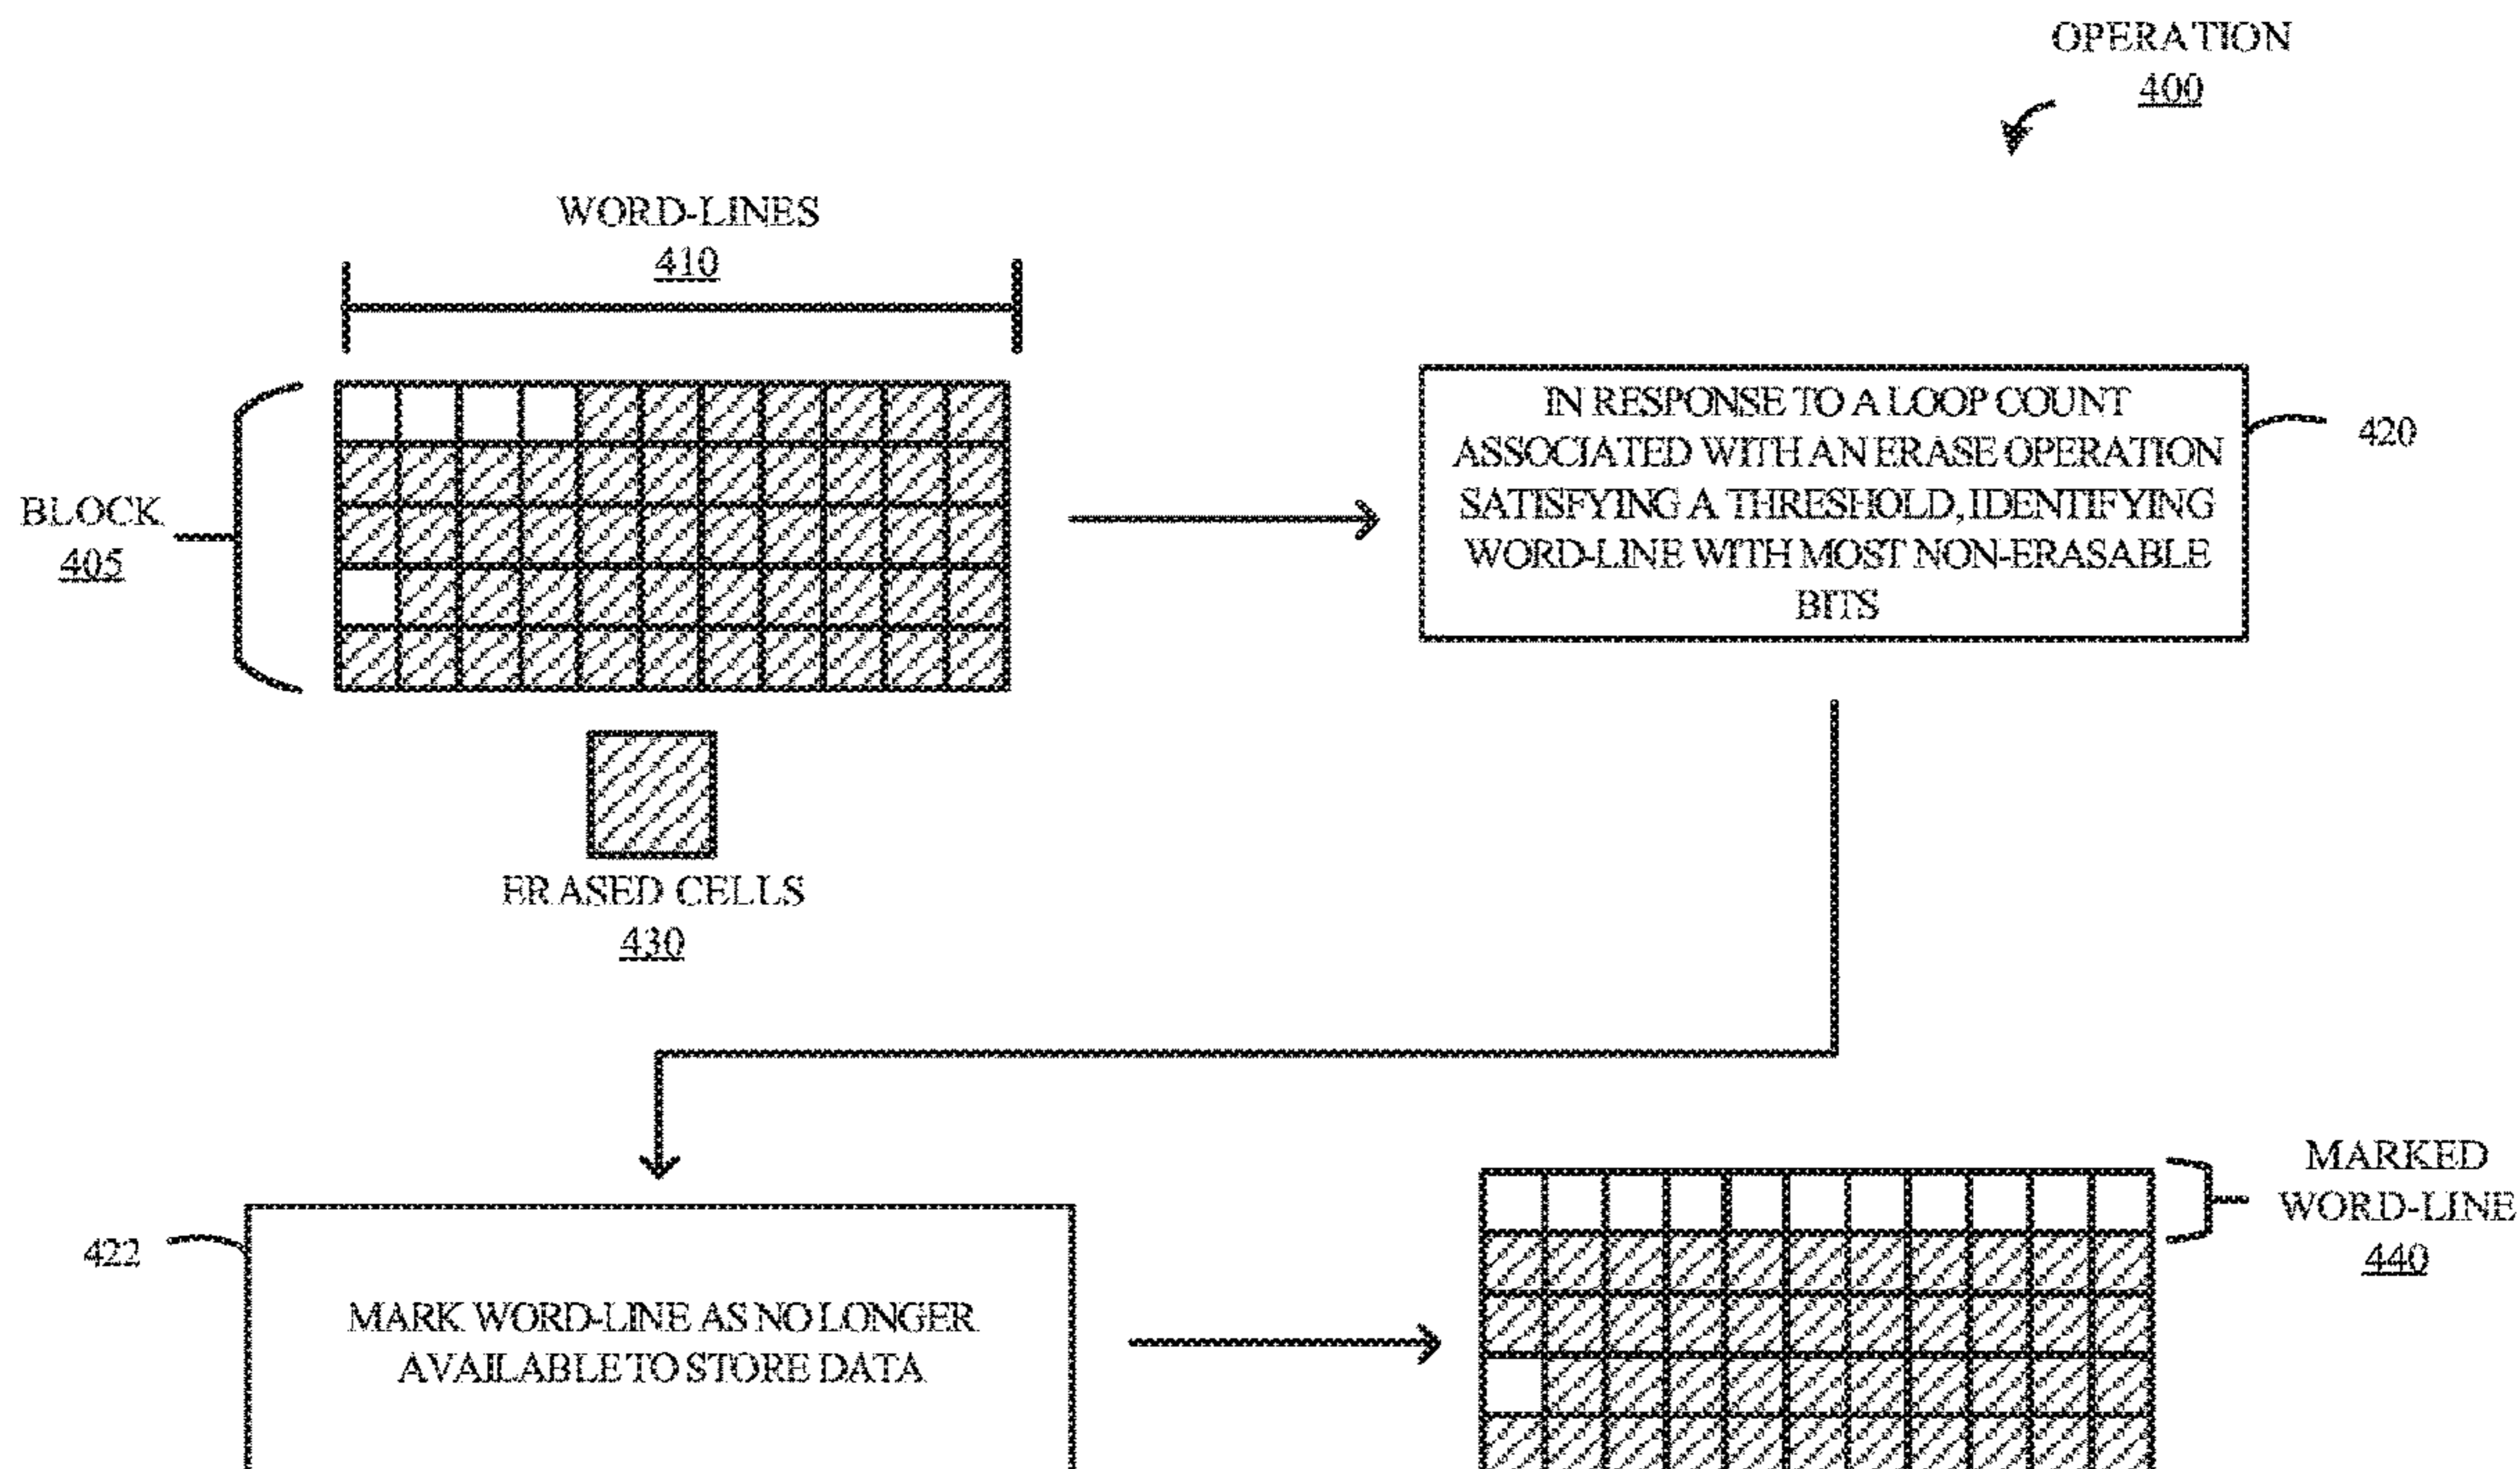 OPERATION
400
WORD-LINES
410
BLOCK
405
IN RESPONSE TO A LOOP COUNT
ASSOCIATED WITH AN ERASE OPERATION
SATISFYING A THRESHOLD, IDENTIFYING
WORD-LINE WITH MOST NON-ERASABLE
BITS
420
ERASED CELLS
430
422
MARK WORD-LINE AS NO LONGER
AVAILABLE TO STORE DATA
MARKED
WORD-LINE
440